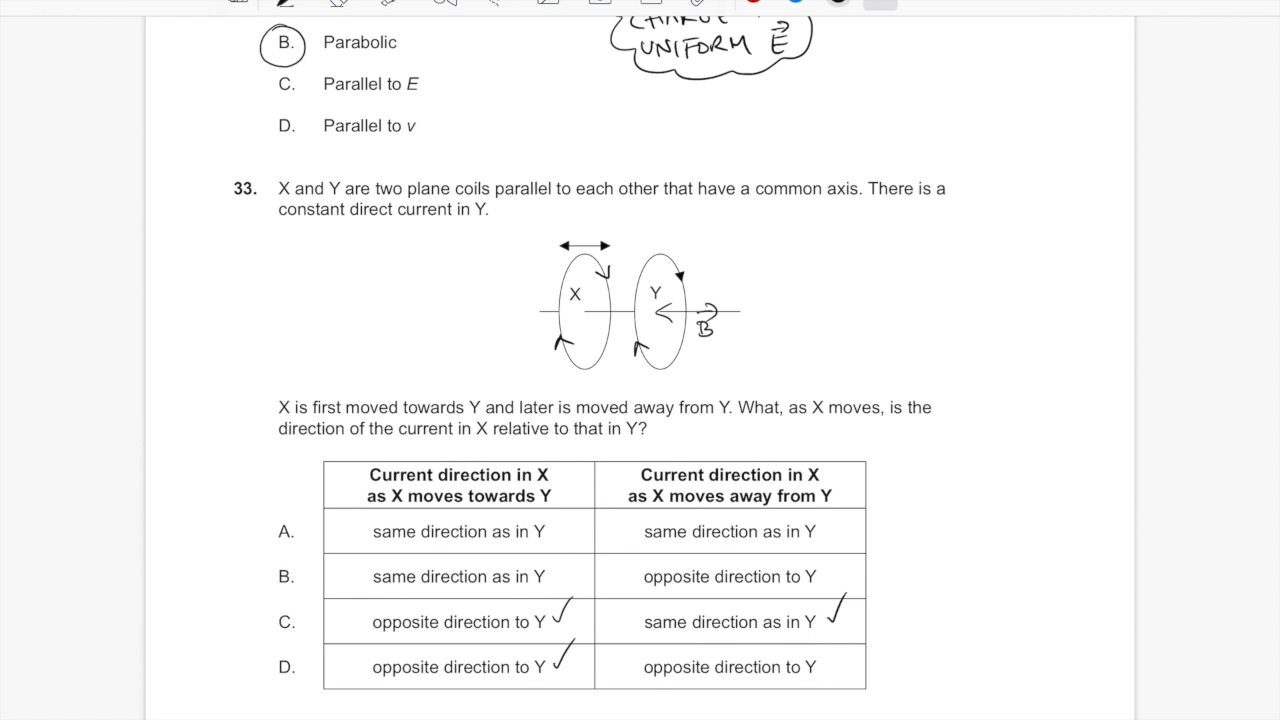 UNIFORM E
B. Parabolic
C. Parallel to E
D. Parallel to v
33. X and Y are two plane coils parallel to each other that have a common axis. There is a
constant direct current in Y.
X Y
B
X is first moved towards Y and later is moved away from Y. What, as X moves, is the
direction of the current in X relative to that in Y?
Current direction in X
as X moves towards Y
Current direction in X
as X moves away from Y
A. same direction as in Y same direction as in Y
B. same direction as in Y opposite direction to Y
C. opposite direction to Y same direction as in Y
D. opposite direction to Y opposite direction to Y